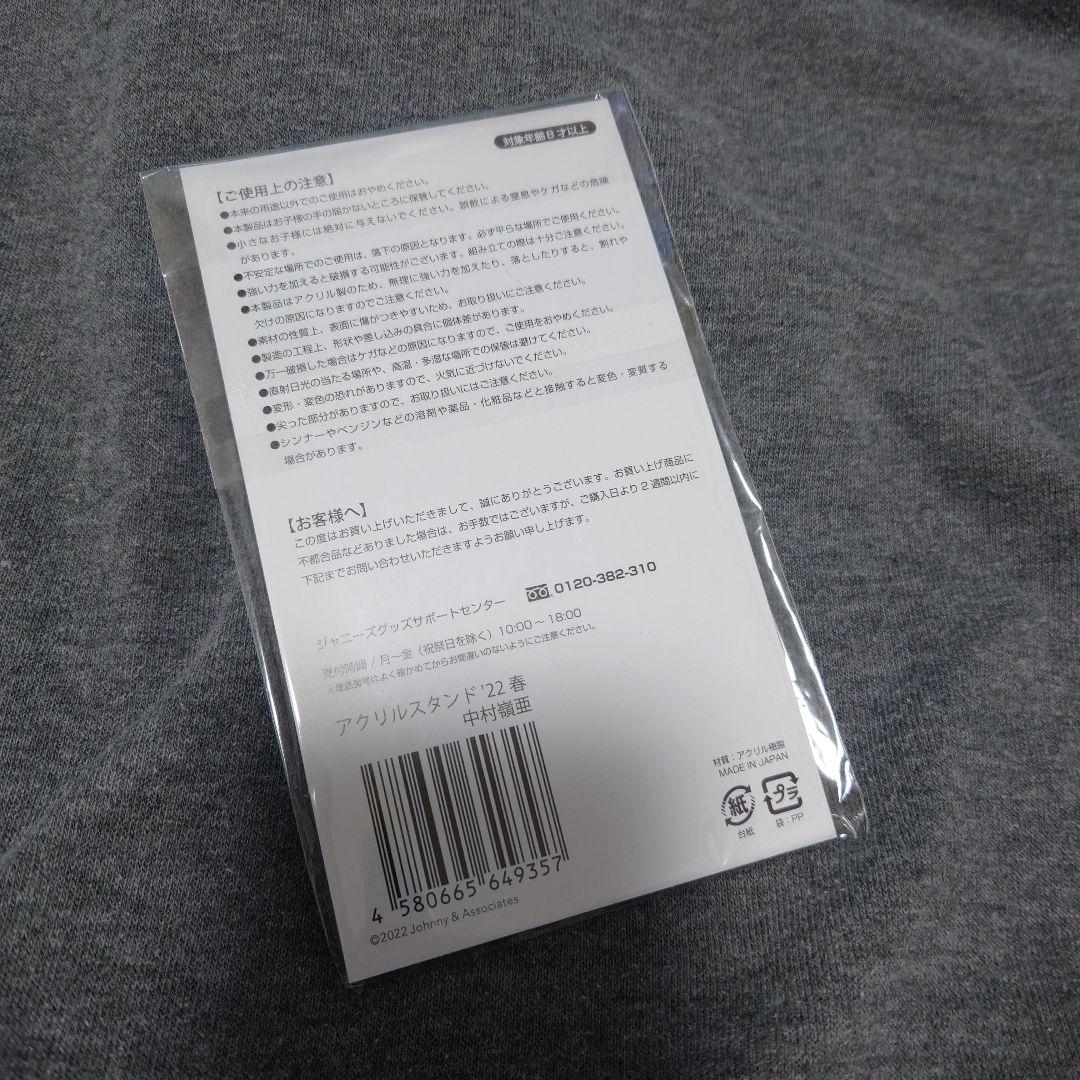 対象年齢8才以上
【ご使用上の注意】
●本来の用途以外でのご使用はおやめください。
●本製品はお子様の手の届かないところに保管してください。
●小さなお子様には絶対に与えないでください。誤飲による窒息やケガなどの危険
があります。
●不安定な場所でのご使用は、落下の原因となります。必ず平らな場所でご使用ください。
●強い力を加えると破損する可能性がございます。組み立ての際は十分ご注意ください。
●本製品はアクリル製のため、無理に強い力を加えたり、落としたりすると、割れや
欠けの原因になりますのでご注意ください。
●素材の性質上、表面に傷がつきやすいため、お取り扱いにご注意ください。
●製造の工程上、形状や差し込みの具合に個体差があります。
●万一破損した場合はケガなどの原因になりますので、ご使用をおやめください。
●直射日光の当たる場所や、高温・多湿な場所での保管は避けてください。
●変形・変色の恐れがありますので、火気に近づけないでください。
●尖った部分がありますので、お取り扱いにはご注意ください。
●シンナーやベンジンなどの溶剤や薬品・化粧品などと接触すると変色・変質する
場合があります。
【お客様へ】
この度はお買い上げいただきまして、誠にありがとうございます。お買い上げ商品に
不都合品などありました場合は、お手数ではございますが、ご購入日より2週間以内に
下記までお問い合わせいただきますようお願い申し上げます。
ジャニーズグッズサポートセンター 0120-382-310
受付時間 / 月〜金（祝祭日を除く）10:00〜18:00
※電話番号はよく確かめてからお間違いのないようにご注意ください。
アクリルスタンド '22 春
中村嶺亜
4 580665 649357
©2022 Johnny & Associates
材質：アクリル樹脂
MADE IN JAPAN
紙 プラ
台紙 袋：PP